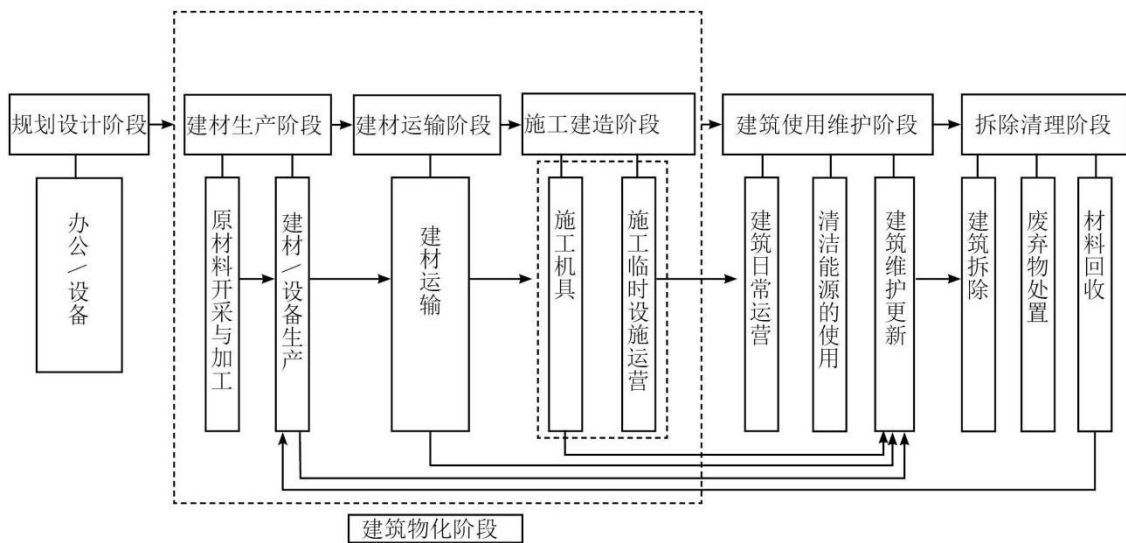 规划设计阶段
建材生产阶段
建材运输阶段
施工建造阶段
建筑使用维护阶段
拆除清理阶段
办公\设备
原材料开采与加工
建材\设备生产
建材运输
施工机具
施工临时设施运营
建筑日常运营
清洁能源的使用
建筑维护更新
建筑拆除
废弃物处置
材料回收
建筑物化阶段